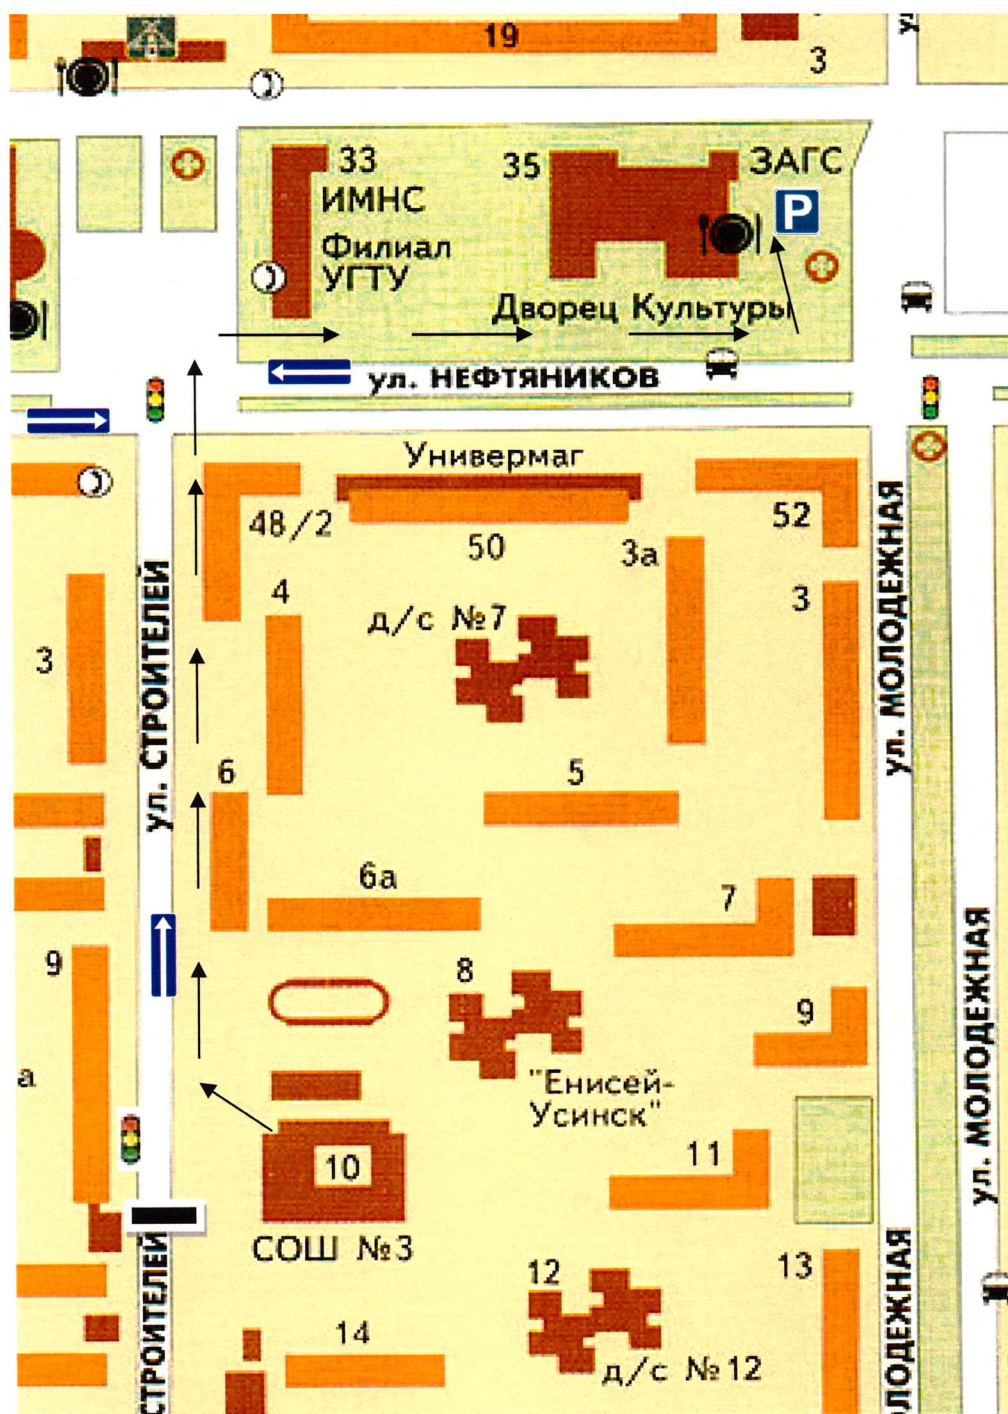 19
3
33
ИМНС
Филиал
УГТУ
35
ЗАГС
P
Дворец Культуры
ул. НЕФТЯНИКОВ
Универмаг
48/2
50
52
3а
4
3
д/с №7
3
ул. СТРОИТЕЛЕЙ
ул. МОЛОДЕЖНАЯ
6
5
6а
7
9
8
9
а
"Енисей-
Усинск"
ул. МОЛОДЕЖНАЯ
10
11
СОШ №3
12
13
14
д/с №12
СТРОИТЕЛЕЙ
ЛОДЕЖНАЯ